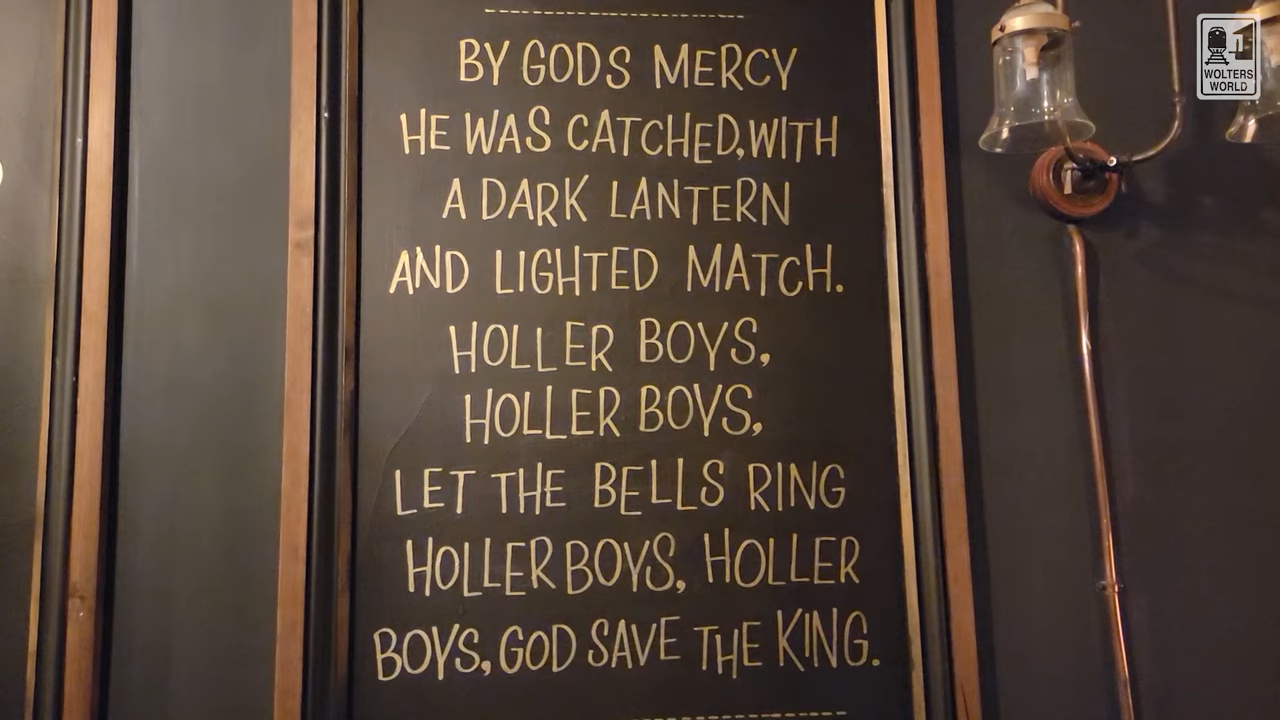 BY GODS MERCY
HE WAS CATCHED, WITH
A DARK LANTERN
AND LIGHTED MATCH.
HOLLER BOYS,
HOLLER BOYS,
LET THE BELLS RING
HOLLER BOYS, HOLLER
BOYS, GOD SAVE THE KING.
WOLTERS
WORLD